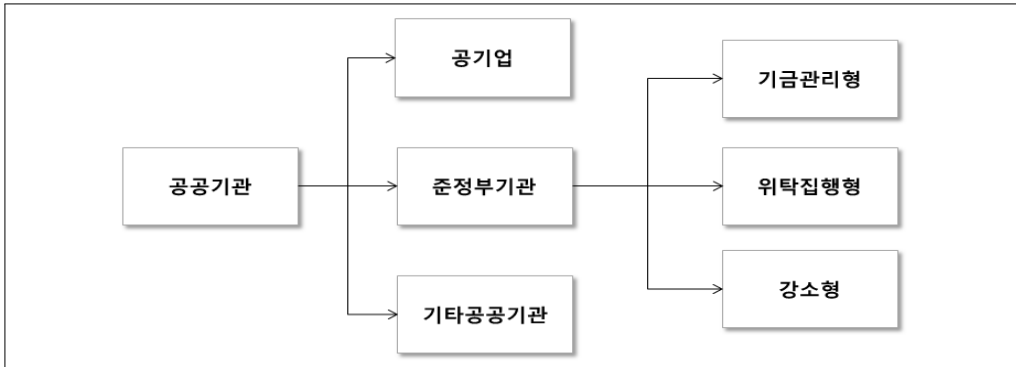 공공기관
공기업
준정부기관
기타공공기관
기금관리형
위탁집행형
강소형